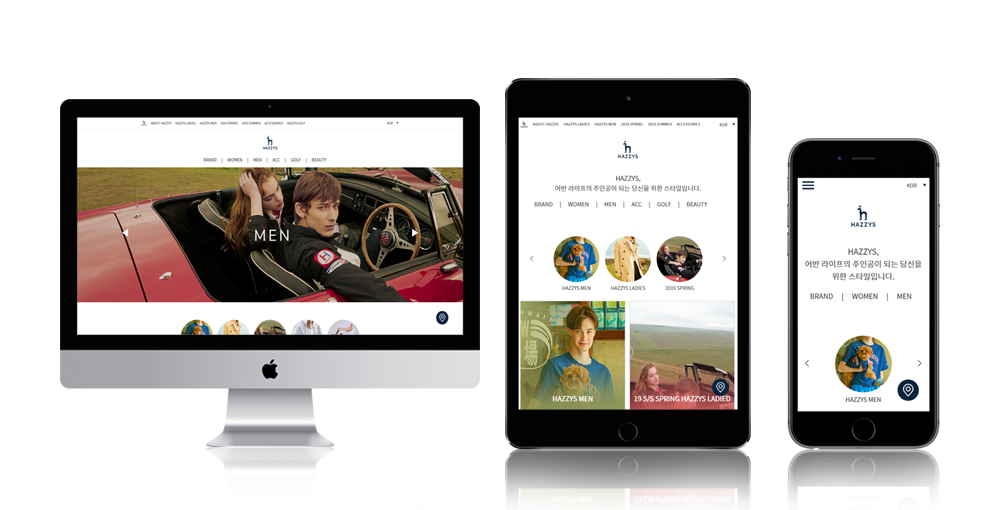 ABOUT HAZZYS HAZZYS LADIES HAZZYS MEN 2019 SPRING 2019 SUMMER ACCESSORIES HAZZYS GOLF KOR
HAZZYS
BRAND | WOMEN | MEN | ACC | GOLF | BEAUTY
MEN
H
ABOUT HAZZYS HAZZYS LADIES HAZZYS MEN 2019 SPRING 2019 SUMMER ACCESSORIES KOR
HAZZYS
HAZZYS,
어반 라이프의 주인공이 되는 당신을 위한 스타일입니다.
BRAND | WOMEN | MEN | ACC | GOLF | BEAUTY
HAZZYS MEN HAZZYS LADIES 2019 SPRING
HAZZYS MEN
19 S/S SPRING HAZZYS LADIED
KOR
HAZZYS
HAZZYS,
어반 라이프의 주인공이 되는 당신을
위한 스타일입니다.
BRAND | WOMEN | MEN
HAZZYS MEN